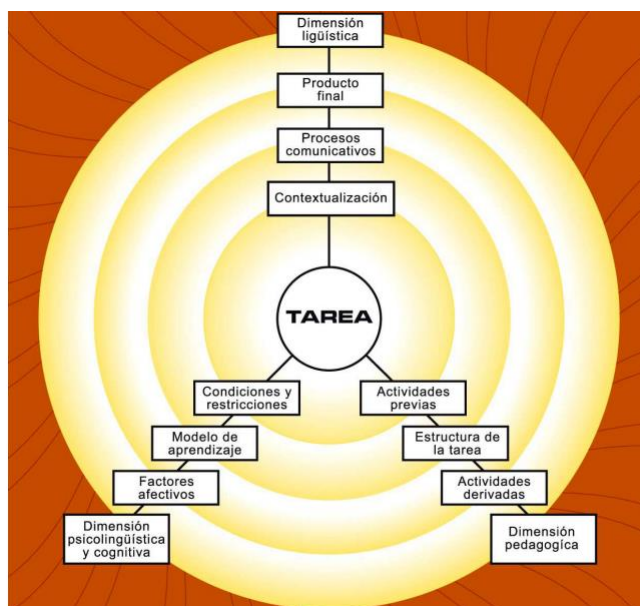 Dimensión
ligüística
Producto
final
Procesos
comunicativos
Contextualización
TAREA
Condiciones y
restricciones
Actividades
previas
Modelo de
aprendizaje
Estructura de
la tarea
Factores
afectivos
Actividades
derivadas
Dimensión
psicolingüística
y cognitiva
Dimensión
pedagogíca